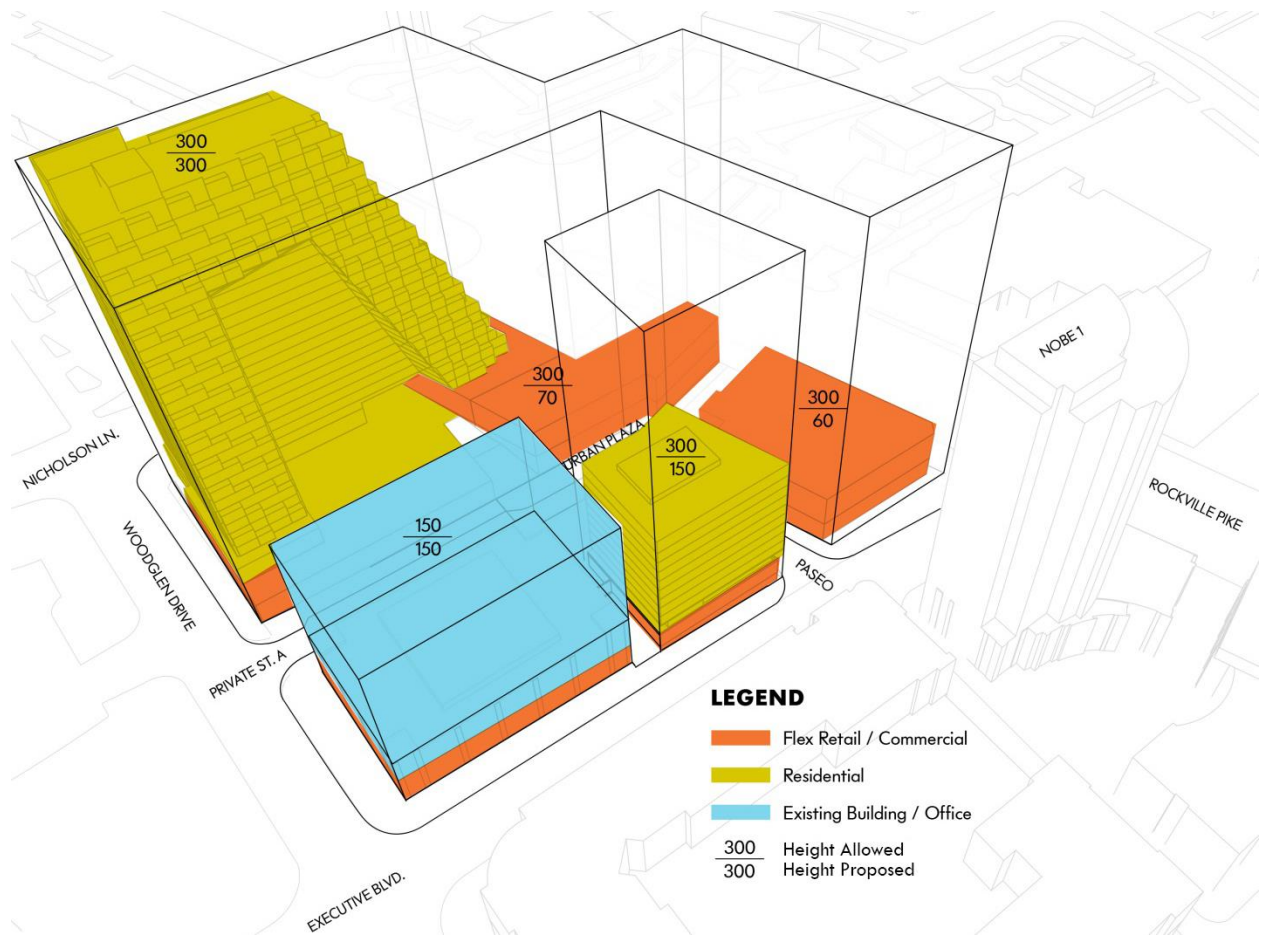 300
300
300
70
300
60
300
150
150
150
NOBE 1
URBAN PLAZA
NICHOLSON LN.
WOODGLEN DRIVE
PRIVATE ST. A
EXECUTIVE BLVD.
PASEO
ROCKVILLE PIKE
LEGEND
Flex Retail / Commercial
Residential
Existing Building / Office
300 Height Allowed
300 Height Proposed